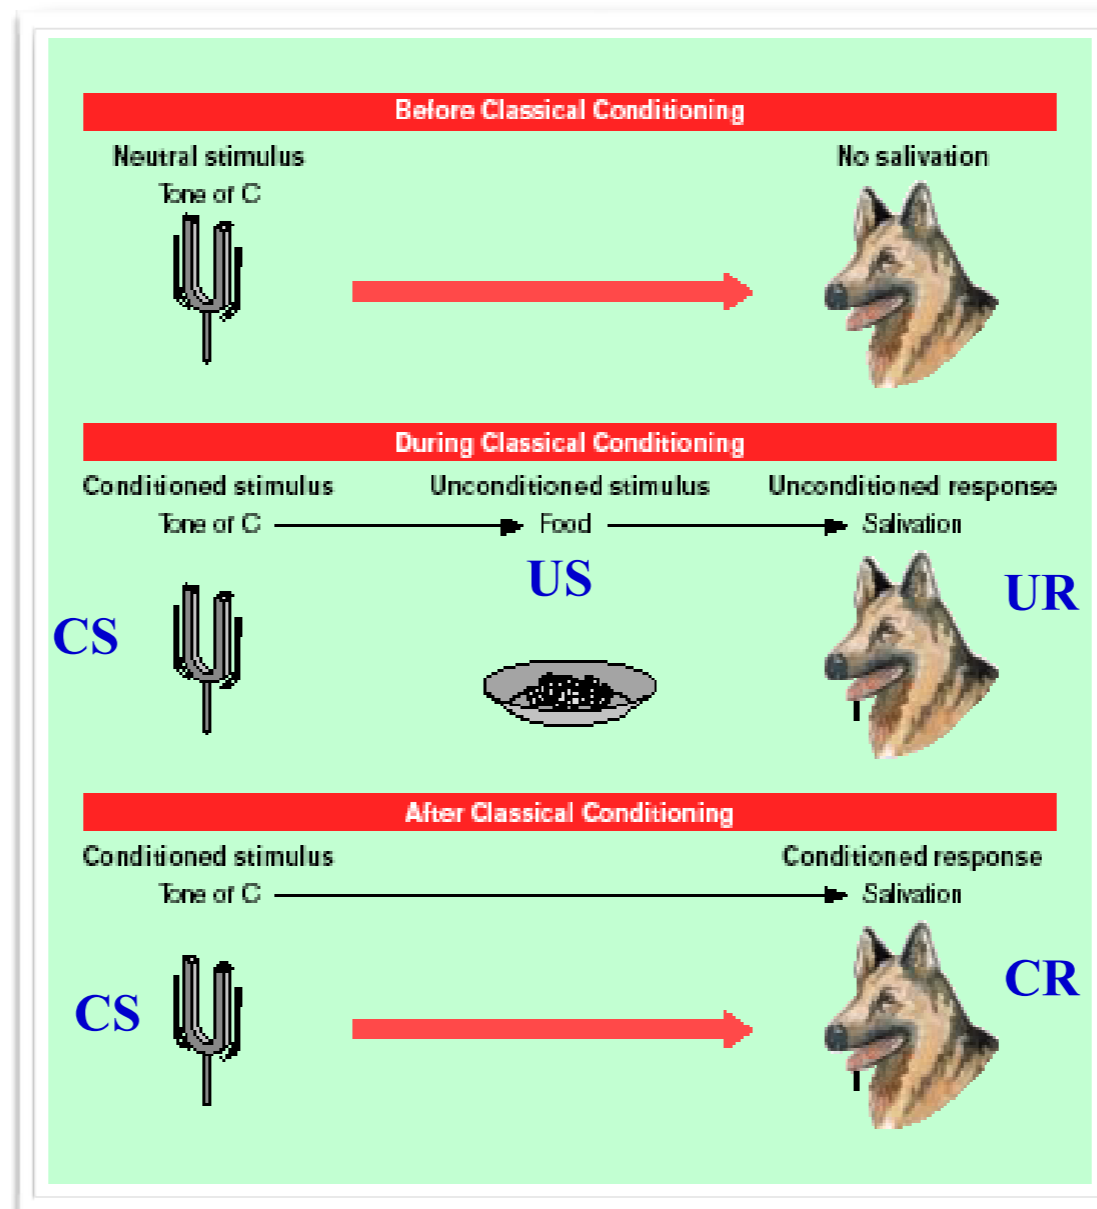 Before Classical Conditioning
Neutral stimulus No salivation
Tone of C
During Classical Conditioning
Conditioned stimulus Unconditioned stimulus Unconditioned response
Tone of C Food Salivation
US
UR
CS
After Classical Conditioning
Conditioned stimulus Conditioned response
Tone of C Salivation
CR
CS